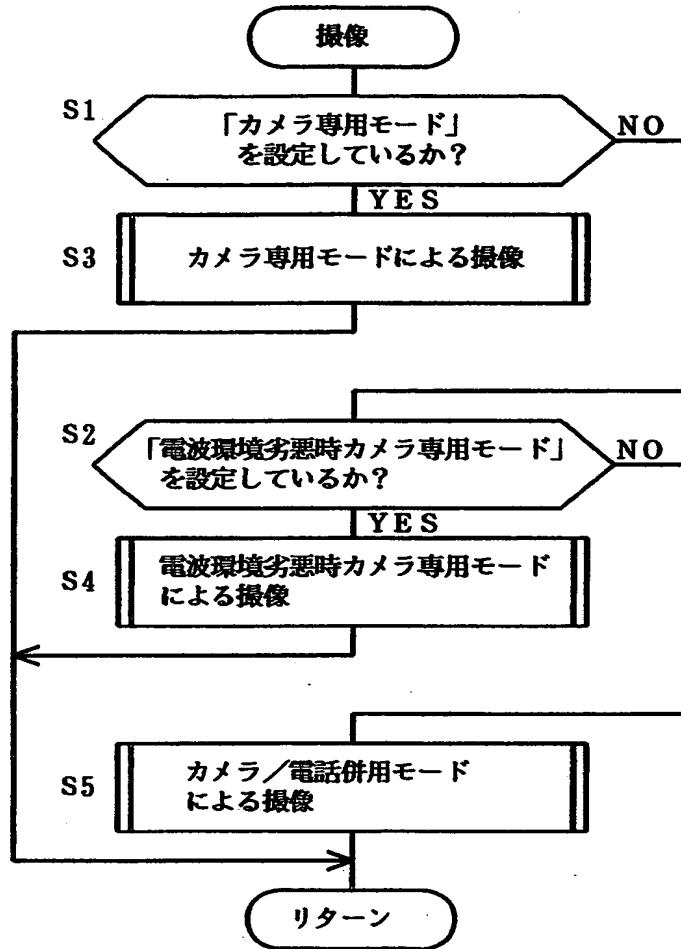 撮像
S1
「カメラ専用モード」
を設定しているか？
NO
YES
S3
カメラ専用モードによる撮像
S2
「電波環境劣悪時カメラ専用モード」
を設定しているか？
NO
YES
S4
電波環境劣悪時カメラ専用モード
による撮像
S5
カメラ／電話併用モード
による撮像
リターン